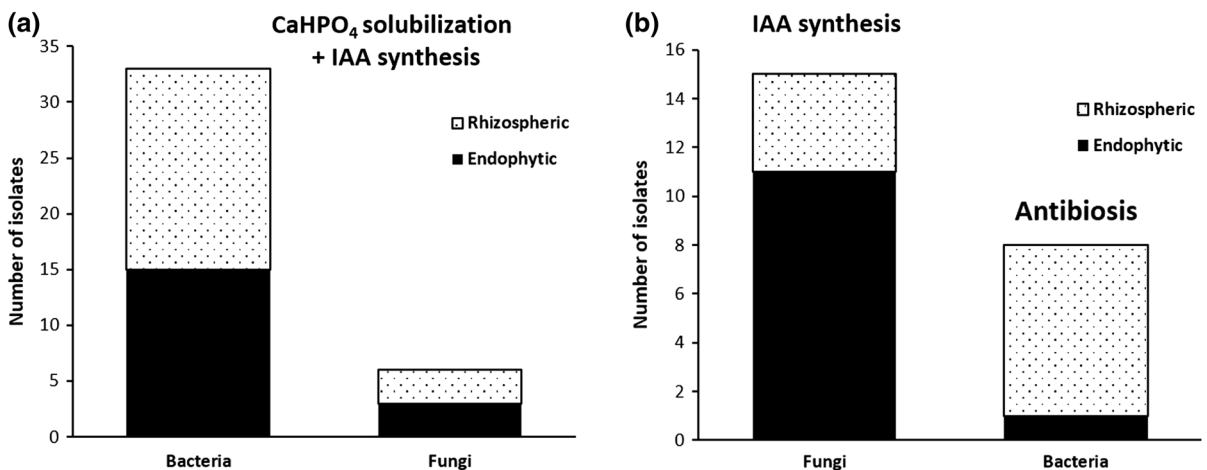 (a)
CaHPO4 solubilization
+ IAA synthesis
35
30
25
20
15
10
5
0
Number of isolates
Rhizospheric
Endophytic
Bacteria
Fungi
(b)
IAA synthesis
16
14
12
10
8
6
4
2
0
Number of isolates
Rhizospheric
Endophytic
Antibiosis
Fungi
Bacteria